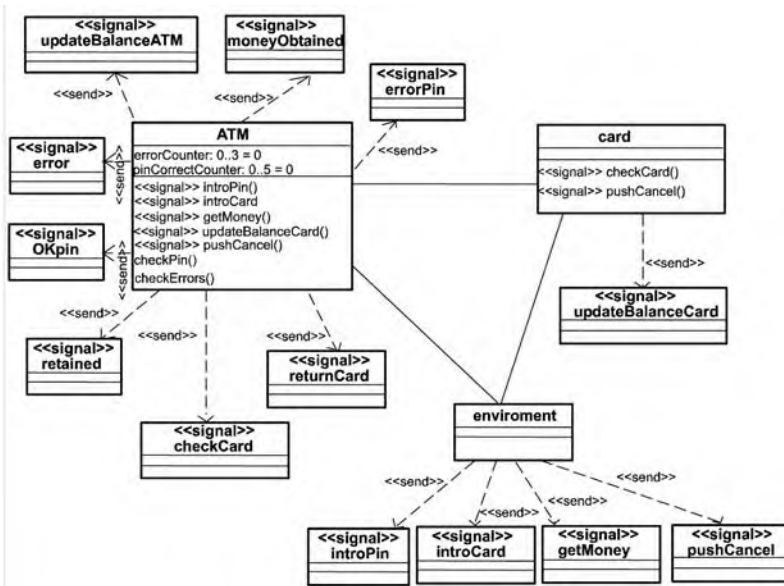 <<signal>>
updateBalanceATM
<<signal>>
moneyObtained
<<send>>
<<send>>
<<signal>>
errorPin
<<send>>
<<signal>>
error
<<send>>
ATM
errorCounter: 0..3 = 0
pinCorrectCounter: 0..5 = 0
<<signal>> introPin()
<<signal>> introCard
<<signal>> getMoney()
<<signal>> updateBalanceCard()
<<signal>> pushCancel()
checkPin()
checkErrors()
card
<<signal>> checkCard()
<<signal>> pushCancel()
<<signal>>
OKpin
<<send>>
<<send>>
<<send>>
<<send>>
<<send>>
<<signal>>
updateBalanceCard
<<signal>>
retained
<<signal>>
returnCard
<<signal>>
checkCard
enviroment
<<send>>
<<send>>
<<send>>
<<send>>
<<signal>>
introPin
<<signal>>
introCard
<<signal>>
getMoney
<<signal>>
pushCancel